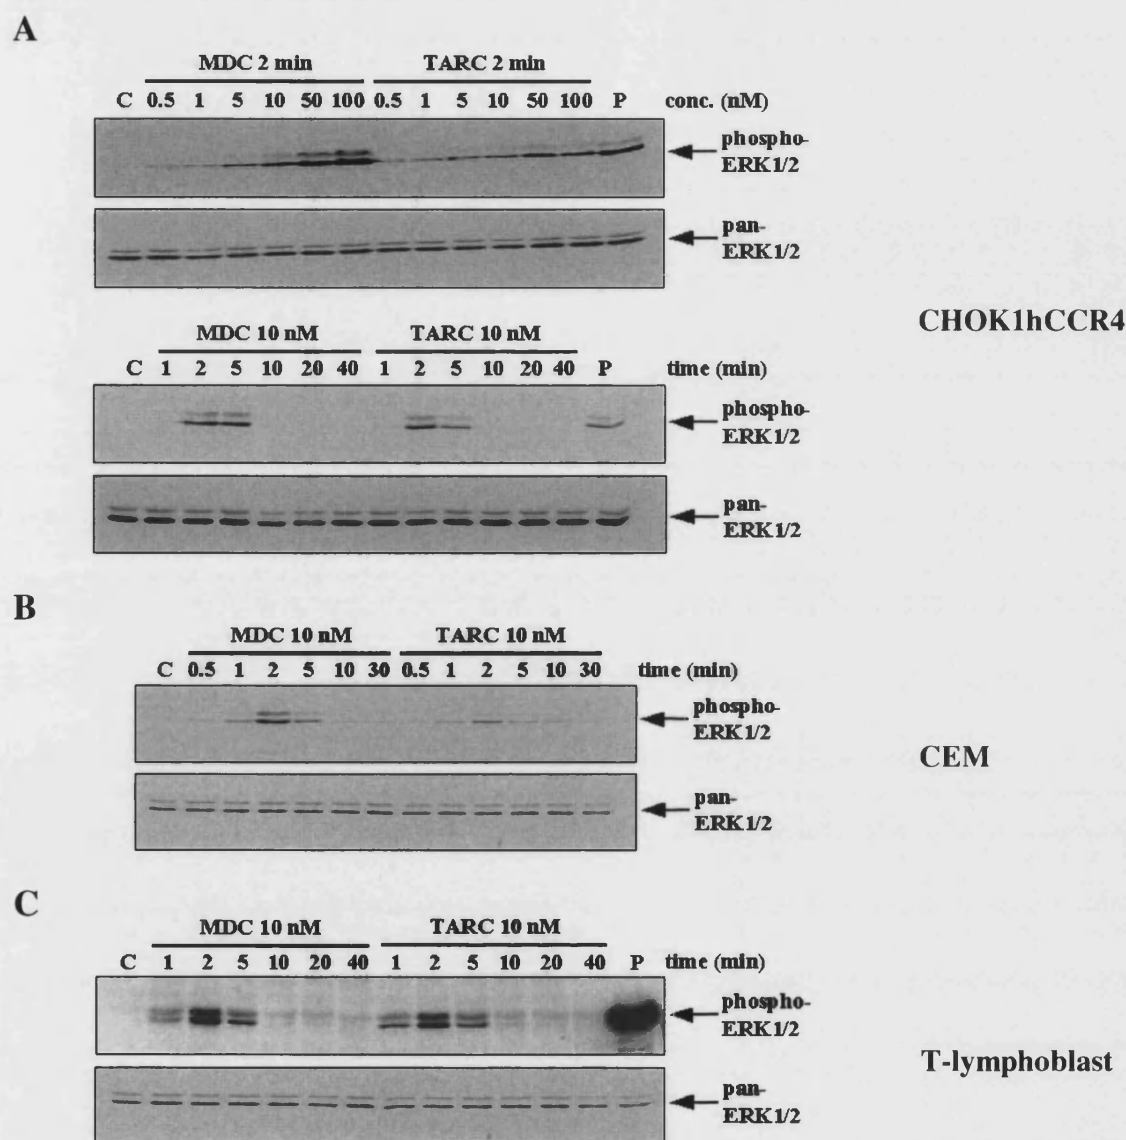 A
MDC 2 min TARC 2 min
C 0.5 1 5 10 50 100 0.5 1 5 10 50 100 P conc. (nM)
phospho-
ERK1/2
pan-
ERK1/2
CHOK1hCCR4
MDC 10 nM TARC 10 nM
C 1 2 5 10 20 40 1 2 5 10 20 40 P time (min)
phospho-
ERK1/2
pan-
ERK1/2
B
MDC 10 nM TARC 10 nM
C 0.5 1 2 5 10 30 0.5 1 2 5 10 30 time (min)
phospho-
ERK1/2
CEM
pan-
ERK1/2
C
MDC 10 nM TARC 10 nM
C 1 2 5 10 20 40 1 2 5 10 20 40 P time (min)
phospho-
ERK1/2
T-lymphoblast
pan-
ERK1/2